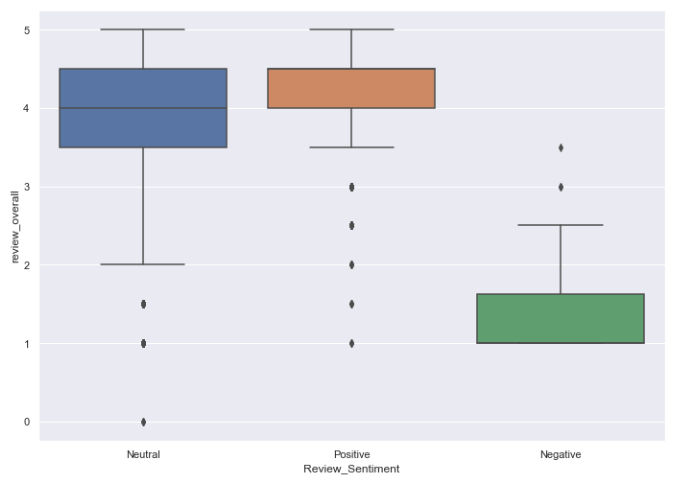 5
4
3
2
1
0
review_overall
Neutral
Positive
Negative
Review_Sentiment